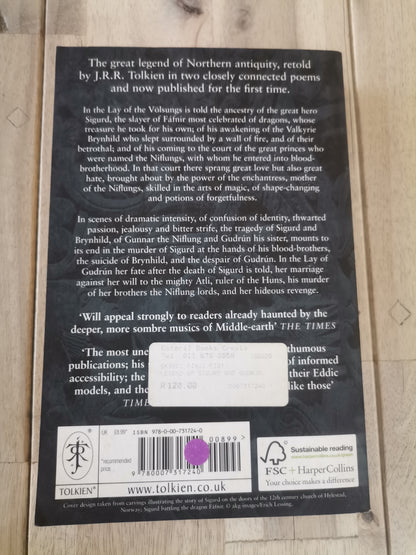 The great legend of Northern antiquity, retold
by J.R.R. Tolkien in two closely connected poems
and now published for the first time.
In the Lay of the Völsungs is told the ancestry of the great hero
Sigurd, the slayer of Fáfnir most celebrated of dragons, whose
treasure he took for his own; of his awakening of the Valkyrie
Brynhild who slept surrounded by a wall of fire, and of their
betrothal; and of his coming to the court of the great princes who
were named the Niflungs, with whom he entered into blood-
brotherhood. In that court there sprang great love but also great
hate, brought about by the power of the enchantress, mother
of the Niflungs, skilled in the arts of magic, of shape-changing
and potions of forgetfulness.
In scenes of dramatic intensity, of confusion of identity, thwarted
passion, jealousy and bitter strife, the tragedy of Sigurd and
Brynhild, of Gunnar the Niflung and Gudrún his sister, mounts to
its end in the murder of Sigurd at the hands of his blood-brothers,
the suicide of Brynhild, and the despair of Gudrún. In the Lay of
Gudrún her fate after the death of Sigurd is told, her marriage
against her will to the mighty Atli, ruler of the Huns, his murder
of her brothers the Niflung lords, and her hideous revenge.
'Will appeal strongly to readers already haunted by the
deeper, more sombre musics of Middle-earth' THE TIMES
'The most une thumous
publications; his of informed
accessibility; the their Eddic
models, and the like those'
TIME
R120.00
UK £8.99 ISBN 978-0-00-731724-0
*recommended
price
00899
9 780007 317240
TOLKIEN®
www.tolkien.co.uk
FSC
Sustainable reading
www.harpercollins.co.uk/green
FSC + HarperCollins
Your choice makes a difference
Cover design taken from carvings illustrating the story of Sigurd on the doors of the 12th century church of Hylestad,
Norway; Sigurd battling the dragon Fáfnir. © akg images/Erich Lessing.